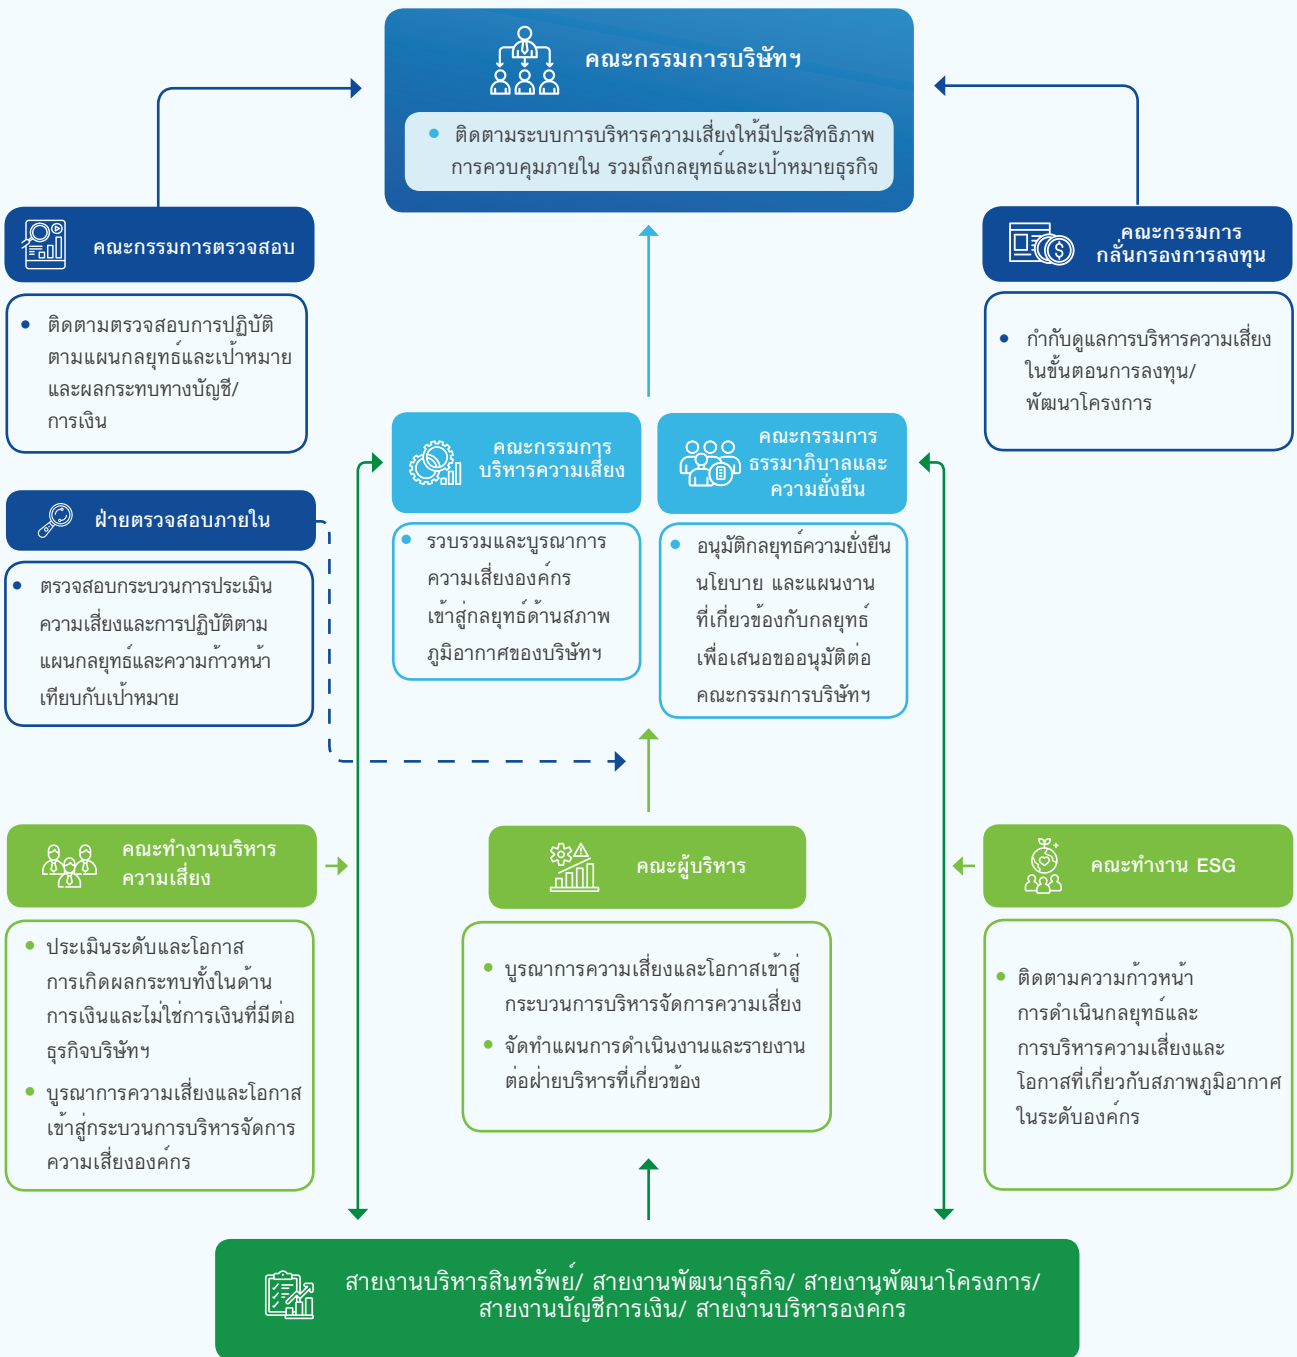 คณะกรรมการบริษัทฯ
• ติดตามระบบการบริหารความเสี่ยงให้มีประสิทธิภาพ
การควบคุมภายใน รวมถึงกลยุทธ์และเป้าหมายธุรกิจ
คณะกรรมการตรวจสอบ
• ติดตามตรวจสอบการปฏิบัติ
ตามแผนกลยุทธ์และเป้าหมาย
และผลกระทบทางบัญชี/
การเงิน
คณะกรรมการ
กลั่นกรองการลงทุน
• กำกับดูแลการบริหารความเสี่ยง
ในขั้นตอนการลงทุน/
พัฒนาโครงการ
คณะกรรมการ
บริหารความเสี่ยง
• รวบรวมและบูรณาการ
ความเสี่ยงองค์กร
เข้าสู่กลยุทธ์ด้านสภาพ
ภูมิอากาศของบริษัทฯ
คณะกรรมการ
ธรรมาภิบาลและ
ความยั่งยืน
• อนุมัติกลยุทธ์ความยั่งยืน
นโยบาย และแผนงาน
ที่เกี่ยวข้องกับกลยุทธ์
เพื่อเสนอขออนุมัติต่อ
คณะกรรมการบริษัทฯ
ฝ่ายตรวจสอบภายใน
• ตรวจสอบกระบวนการประเมิน
ความเสี่ยงและการปฏิบัติตาม
แผนกลยุทธ์และความก้าวหน้า
เทียบกับเป้าหมาย
คณะทำงานบริหาร
ความเสี่ยง
• ประเมินระดับและโอกาส
การเกิดผลกระทบทั้งในด้าน
การเงินและไม่ใช่การเงินที่มีต่อ
ธุรกิจบริษัทฯ
• บูรณาการความเสี่ยงและโอกาส
เข้าสู่กระบวนการบริหารจัดการ
ความเสี่ยงองค์กร
คณะผู้บริหาร
• บูรณาการความเสี่ยงและโอกาสเข้าสู่
กระบวนการบริหารจัดการความเสี่ยง
• จัดทำแผนการดำเนินงานและรายงาน
ต่อฝ่ายบริหารที่เกี่ยวข้อง
คณะทำงาน ESG
• ติดตามความก้าวหน้า
การดำเนินกลยุทธ์และ
การบริหารความเสี่ยงและ
โอกาสที่เกี่ยวกับสภาพภูมิอากาศ
ในระดับองค์กร
สายงานบริหารสินทรัพย์/ สายงานพัฒนาธุรกิจ/ สายงานพัฒนาโครงการ/
สายงานบัญชีการเงิน/ สายงานบริหารองค์กร